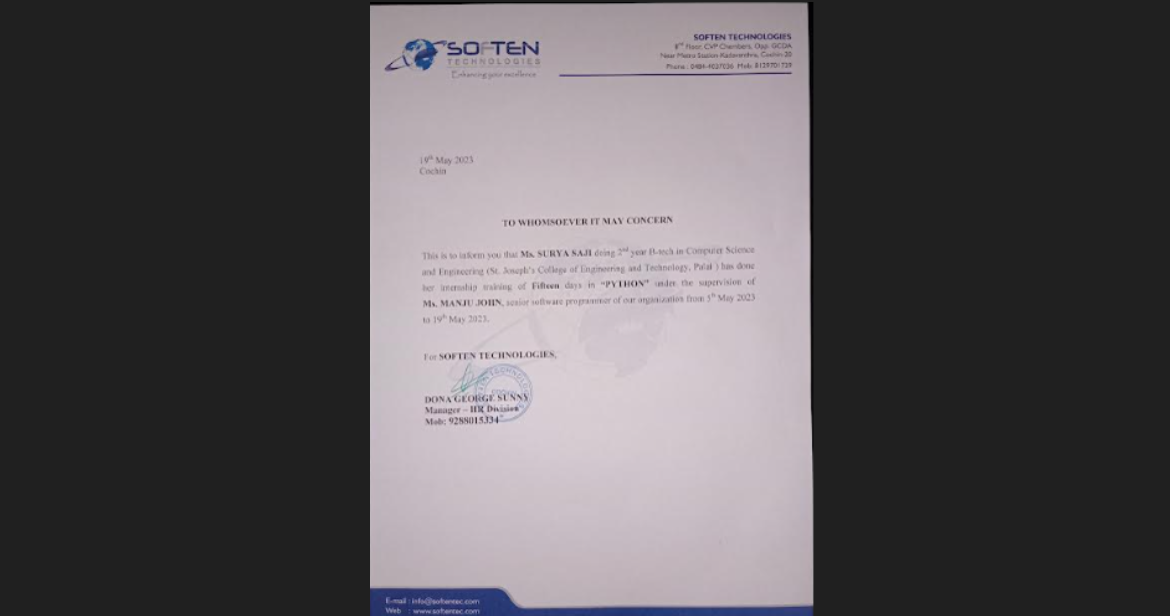 SOFTEN
TECHNOLOGIES
Enhancing your excellence
SOFTEN TECHNOLOGIES
8TH Floor, CVP Chambers, Opp. GCDA
Near Metro Station Kadavanthra, Cochin 20
Phone : 0484-4037036 Mob: 8129701739
19th May 2023
Cochin
TO WHOMSOEVER IT MAY CONCERN
This is to inform you that Ms. SURYA SAJI doing 2nd year B-tech in Computer Science
and Engineering (St. Joseph's College of Engineering and Technology, Palai ) has done
her internship training of Fifteen days in "PYTHON" under the supervision of
Ms. MANJU JOHN, senior software programmer of our organization from 5th May 2023
to 19th May 2023.
For SOFTEN TECHNOLOGIES,
DONA GEORGE SUNNY
Manager – HR Division
Mob: 9288015334
E-mail : info@softentec.com
Web : www.softentec.com